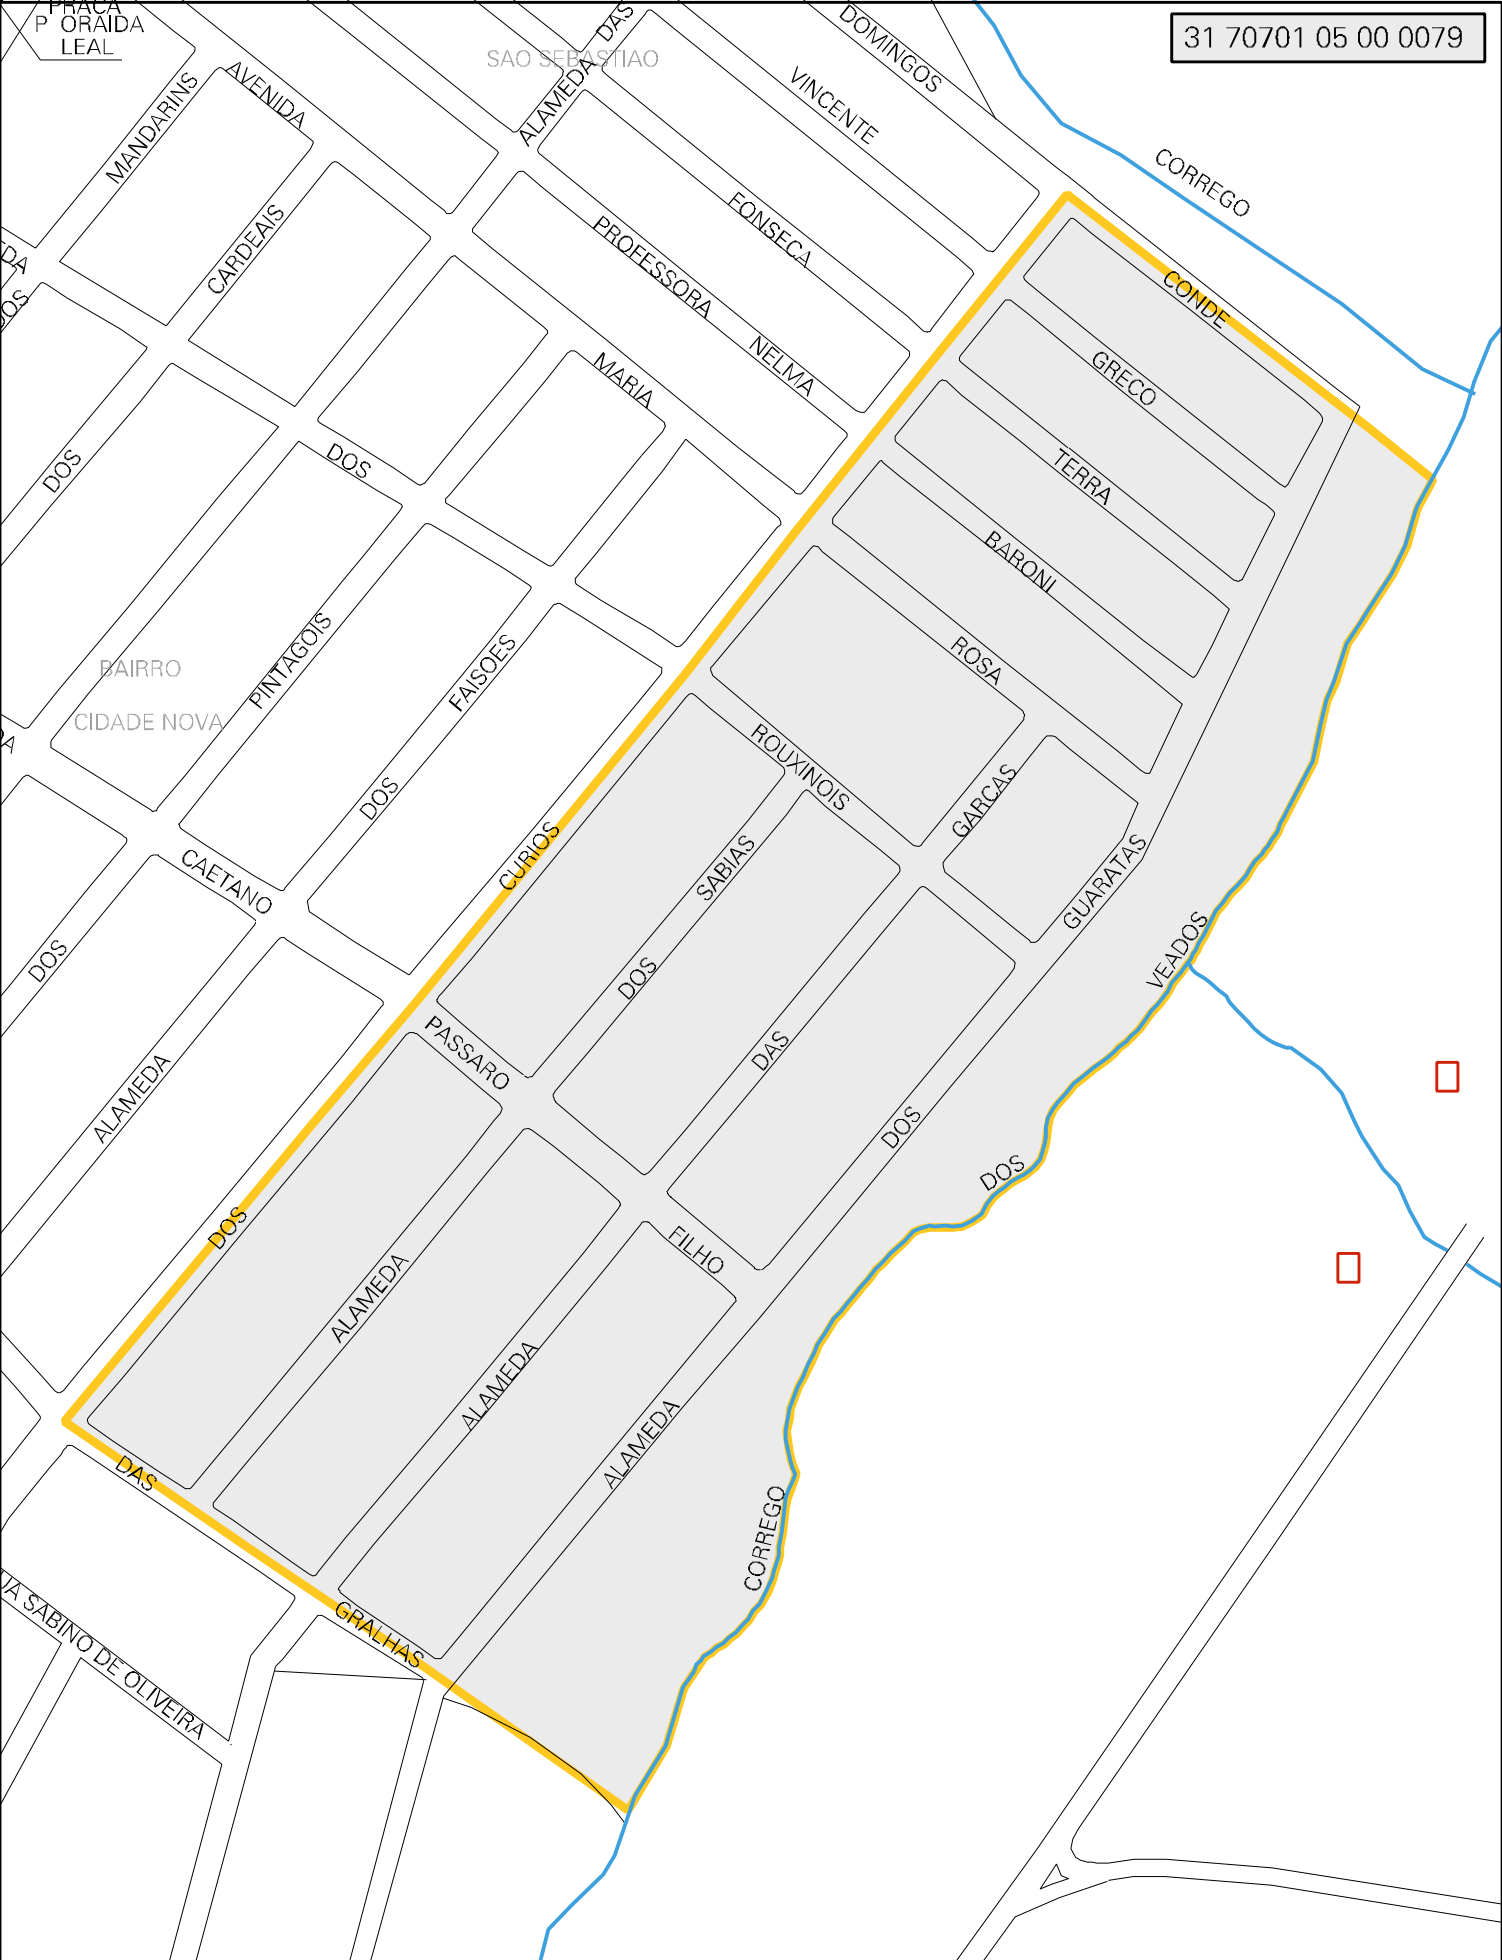 PRACA
P ORAIDA
LEAL
31 70701 05 00 0079
DAS
DOMINGOS
SAO SEBASTIAO
AVENIDA
ALAMEDA
VINCENTE
MANDARINS
CORREGO
CARDEAIS
FONSECA
PROFESSORA
DOS
CONDE
NELMA
MARIA
GRECO
DOS
DOS
TERRA
BARONI
BAIRRO
CIDADE NOVA
PINTAGOIS
FAISOES
ROSA
ROUXINOIS
DOS
GARCAS
CURIOS
SABIAS
CAETANO
GUARATAS
DOS
VEADOS
DOS
DAS
PASSARO
ALAMEDA
DOS
DOS
DOS
FILHO
ALAMEDA
ALAMEDA
ALAMEDA
DAS
CORREGO
GRALHAS
UA SABINO DE OLIVEIRA